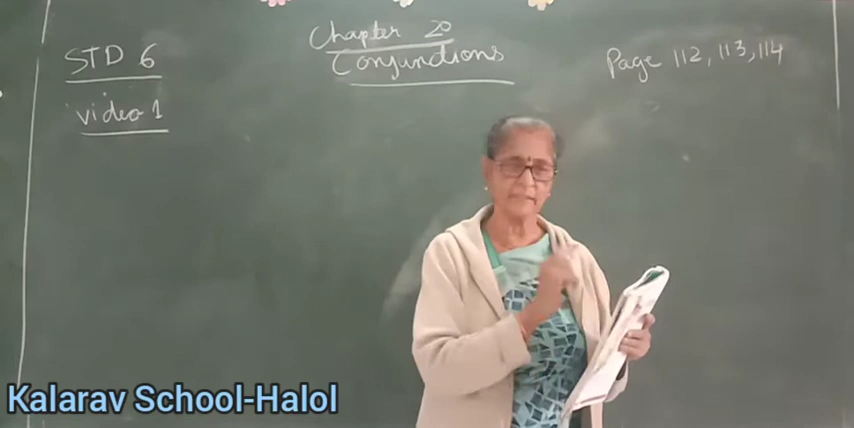 STD 6
Chapter 20
Conjunctions
Page 112, 113, 114
video 1
Kalarav School-Halol